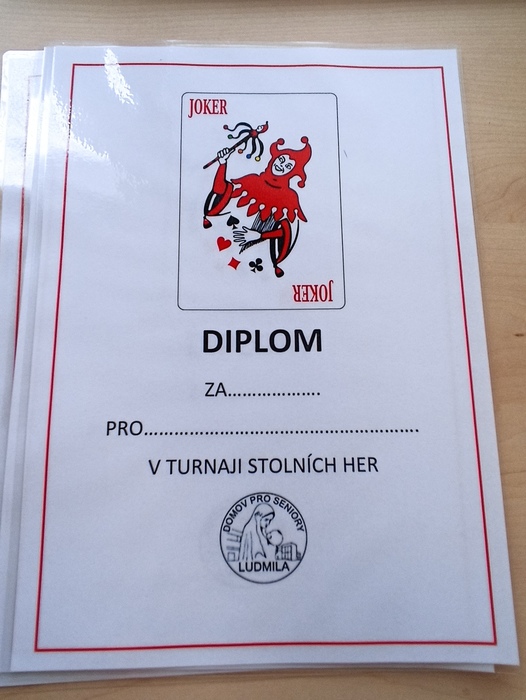 JOKER
JOKER
DIPLOM
ZA..................
PRO....................................................
V TURNAJI STOLNÍCH HER
DOMOV PRO SENIORY
LUDMILA